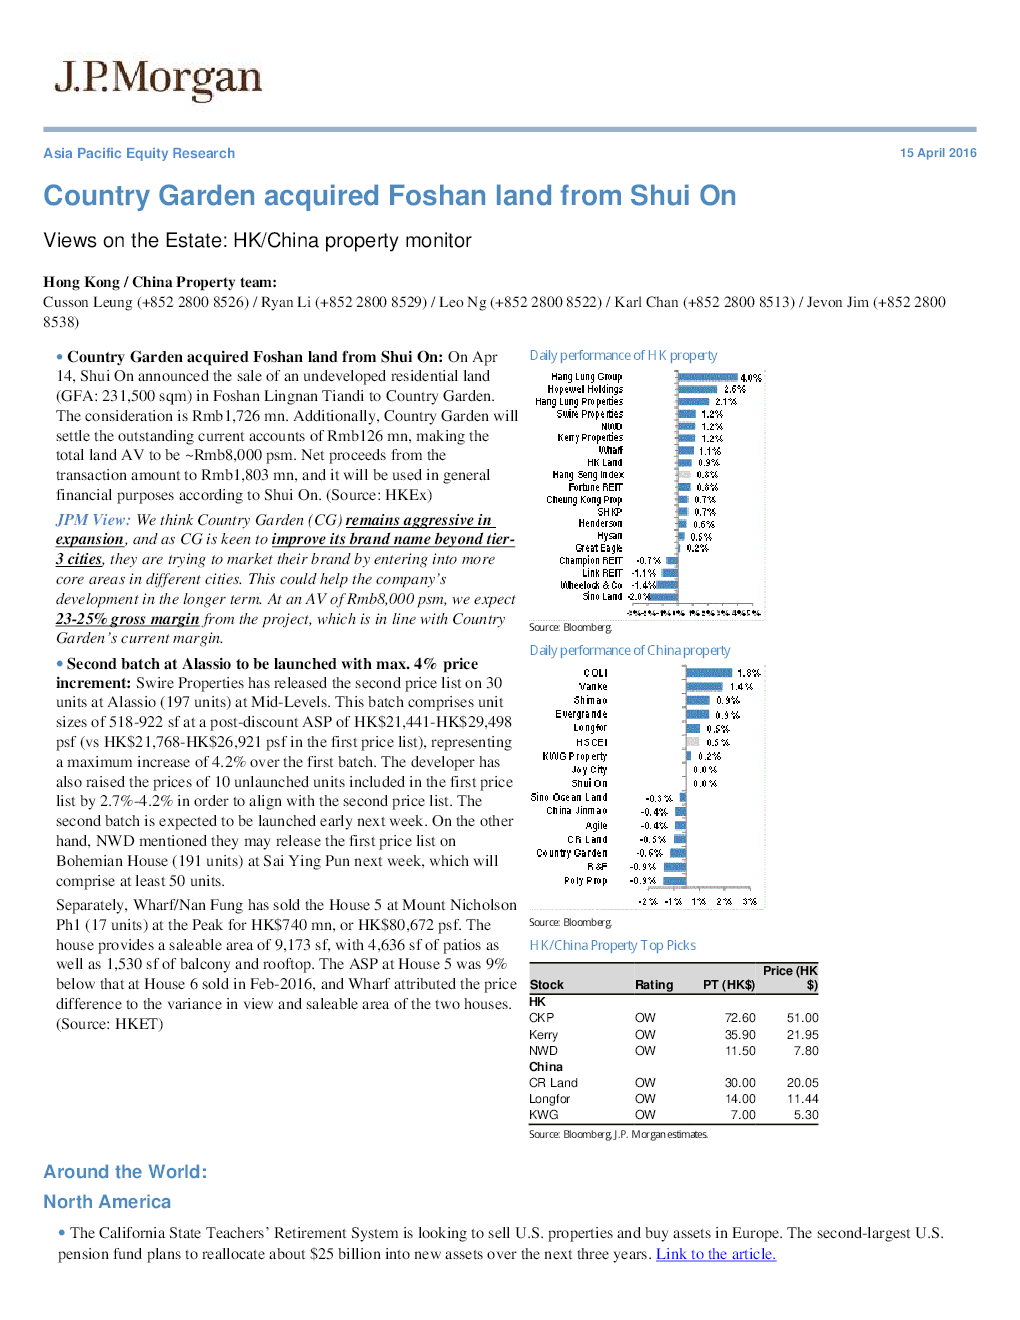 J.P.Morgan
Asia Pacific Equity Research
15 April 2016
Country Garden acquired Foshan land from Shui On
Views on the Estate: HK/China property monitor
Hong Kong / China Property team:
Cusson Leung (+852 2800 8526) / Ryan Li (+852 2800 8529) / Leo Ng (+852 2800 8522) / Karl Chan (+852 2800 8513) / Jevon Jim (+852 2800
8538)
• Country Garden acquired Foshan land from Shui On: On Apr
14, Shui On announced the sale of an undeveloped residential land
(GFA: 231,500 sqm) in Foshan Lingnan Tiandi to Country Garden.
The consideration is Rmb1,726 mn. Additionally, Country Garden will
settle the outstanding current accounts of Rmb126 mn, making the
total land AV to be ~Rmb8,000 psm. Net proceeds from the
transaction amount to Rmb1,803 mn, and it will be used in general
financial purposes according to Shui On. (Source: HKEx)
JPM View: We think Country Garden (CG) remains aggressive in
expansion, and as CG is keen to improve its brand name beyond tier-
3 cities, they are trying to market their brand by entering into more
core areas in different cities. This could help the company's
development in the longer term. At an AV of Rmb8,000 psm, we expect
23-25% gross margin from the project, which is in line with Country
Garden's current margin.
• Second batch at Alassio to be launched with max. 4% price
increment: Swire Properties has released the second price list on 30
units at Alassio (197 units) at Mid-Levels. This batch comprises unit
sizes of 518-922 sf at a post-discount ASP of HK$21,441-HK$29,498
psf (vs HK$21,768-HK$26,921 psf in the first price list), representing
a maximum increase of 4.2% over the first batch. The developer has
also raised the prices of 10 unlaunched units included in the first price
list by 2.7%-4.2% in order to align with the second price list. The
second batch is expected to be launched early next week. On the other
hand, NWD mentioned they may release the first price list on
Bohemian House (191 units) at Sai Ying Pun next week, which will
comprise at least 50 units.
Separately, Wharf/Nan Fung has sold the House 5 at Mount Nicholson
Ph1 (17 units) at the Peak for HK$740 mn, or HK$80,672 psf. The
house provides a saleable area of 9,173 sf, with 4,636 sf of patios as
well as 1,530 sf of balcony and rooftop. The ASP at House 5 was 9%
below that at House 6 sold in Feb-2016, and Wharf attributed the price
difference to the variance in view and saleable area of the two houses.
(Source: HKET)
Daily performance of HK property
Hang Lung Group 4.0%
Hopewell Holdings 2.6%
Hang Lung Properties 2.1%
Swire Properties 1.2%
NWD 1.2%
Kerry Properties 1.2%
Wharf 1.1%
HK Land 0.9%
Hang Seng Index 0.8%
Fortune REIT 0.8%
Cheung Kong Prop 0.7%
SHKP 0.7%
Henderson 0.6%
Hysan 0.5%
Great Eagle 0.2%
Champion REIT -0.7%
Link REIT -1.1%
Wheelock & Co -1.4%
Sino Land -2.0%
-3% -2% -1% 0% 1% 2% 3% 4% 5%
Source: Bloomberg.
Daily performance of China property
COLI 1.8%
Vanke 1.4%
Shimao 0.9%
Evergrande 0.9%
Longfor 0.5%
HSCEI 0.5%
KWG Property 0.2%
Joy City 0.0%
Shui On 0.0%
Sino Ocean Land -0.3%
China Jinmao -0.4%
Agile -0.4%
CR Land -0.5%
Country Garden -0.6%
R&F -0.9%
Poly Prop -0.9%
-2% -1% 1% 2% 3%
Source: Bloomberg.
HK/China Property Top Picks
Stock Rating PT (HK$) Price (HK
$)
HK
CKP OW 72.60 51.00
Kerry OW 35.90 21.95
NWD OW 11.50 7.80
China
CR Land OW 30.00 20.05
Longfor OW 14.00 11.44
KWG OW 7.00 5.30
Source: Bloomberg, J.P. Morgan estimates.
Around the World:
North America
• The California State Teachers' Retirement System is looking to sell U.S. properties and buy assets in Europe. The second-largest U.S.
pension fund plans to reallocate about $25 billion into new assets over the next three years. Link to the article.